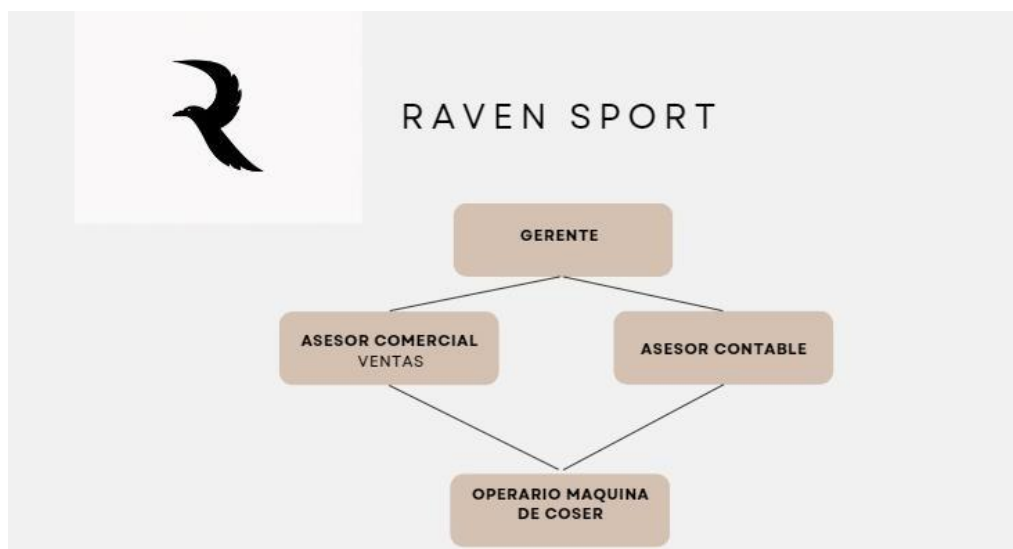 RAVEN SPORT
GERENTE
ASESOR COMERCIAL
VENTAS
ASESOR CONTABLE
OPERARIO MAQUINA
DE COSER